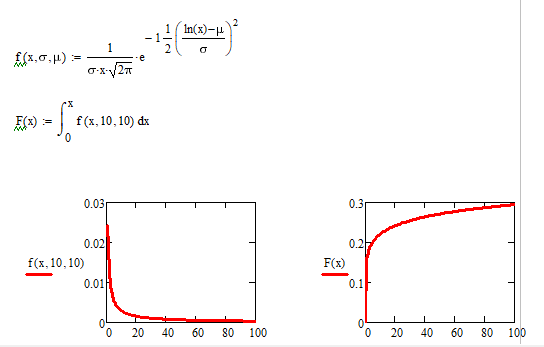 f(x,σ,μ) := 1/(σ·x·√(2π)) · e^(-1 1/2 ((ln(x)-μ)/σ)^2)
F(x) := ∫_0^x f(x,10,10) dx
0.03
0.02
f(x,10,10)
0.01
0
0 20 40 60 80 100
0.3
0.2
F(x)
0.1
0
0 20 40 60 80 100